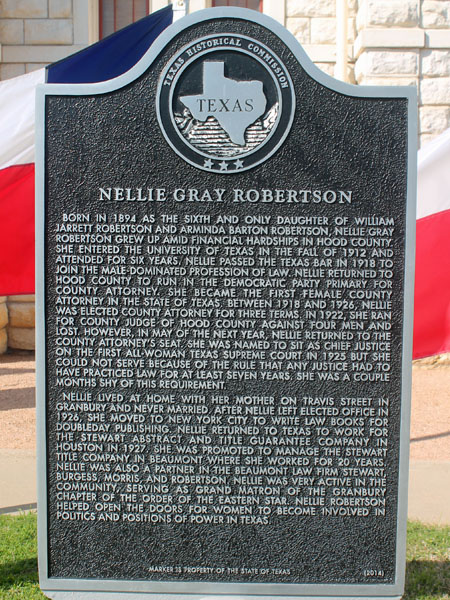 TEXAS HISTORICAL COMMISSION
TEXAS
NELLIE GRAY ROBERTSON
BORN IN 1894 AS THE SIXTH AND ONLY DAUGHTER OF WILLIAM
JARRETT ROBERTSON AND ARMINDA BARTON ROBERTSON, NELLIE GRAY
ROBERTSON GREW UP AMID FINANCIAL HARDSHIPS IN HOOD COUNTY.
SHE ENTERED THE UNIVERSITY OF TEXAS IN THE FALL OF 1912 AND
ATTENDED FOR SIX YEARS. NELLIE PASSED THE TEXAS BAR IN 1918 TO
JOIN THE MALE-DOMINATED PROFESSION OF LAW. NELLIE RETURNED TO
HOOD COUNTY TO RUN IN THE DEMOCRATIC PARTY PRIMARY FOR
COUNTY ATTORNEY. SHE BECAME THE FIRST FEMALE COUNTY
ATTORNEY IN THE STATE OF TEXAS. BETWEEN 1918 AND 1926, NELLIE
WAS ELECTED COUNTY ATTORNEY FOR THREE TERMS. IN 1922, SHE RAN
FOR COUNTY JUDGE OF HOOD COUNTY AGAINST FOUR MEN AND
LOST. HOWEVER, IN MAY OF THE NEXT YEAR, NELLIE RETURNED TO THE
COUNTY ATTORNEY'S SEAT. SHE WAS NAMED TO SIT AS CHIEF JUSTICE
ON THE FIRST ALL-WOMAN TEXAS SUPREME COURT IN 1925 BUT SHE
COULD NOT SERVE BECAUSE OF THE RULE THAT ANY JUSTICE HAD TO
HAVE PRACTICED LAW FOR AT LEAST SEVEN YEARS. SHE WAS A COUPLE
MONTHS SHY OF THIS REQUIREMENT.
NELLIE LIVED AT HOME WITH HER MOTHER ON TRAVIS STREET IN
GRANBURY AND NEVER MARRIED. AFTER NELLIE LEFT ELECTED OFFICE IN
1926, SHE MOVED TO NEW YORK CITY TO WRITE LAW BOOKS FOR
DOUBLEDAY PUBLISHING. NELLIE RETURNED TO TEXAS TO WORK FOR
THE STEWART ABSTRACT AND TITLE GUARANTEE COMPANY IN
HOUSTON IN 1927. SHE WAS PROMOTED TO MANAGE THE STEWART
TITLE COMPANY IN BEAUMONT WHERE SHE WORKED FOR 20 YEARS.
NELLIE WAS ALSO A PARTNER IN THE BEAUMONT LAW FIRM STEWART,
BURGESS, MORRIS, AND ROBERTSON. NELLIE WAS VERY ACTIVE IN THE
COMMUNITY, SERVING AS GRAND MATRON OF THE GRANBURY
CHAPTER OF THE ORDER OF THE EASTERN STAR. NELLIE ROBERTSON
HELPED OPEN THE DOORS FOR WOMEN TO BECOME INVOLVED IN
POLITICS AND POSITIONS OF POWER IN TEXAS.
MARKER IS PROPERTY OF THE STATE OF TEXAS (2014)